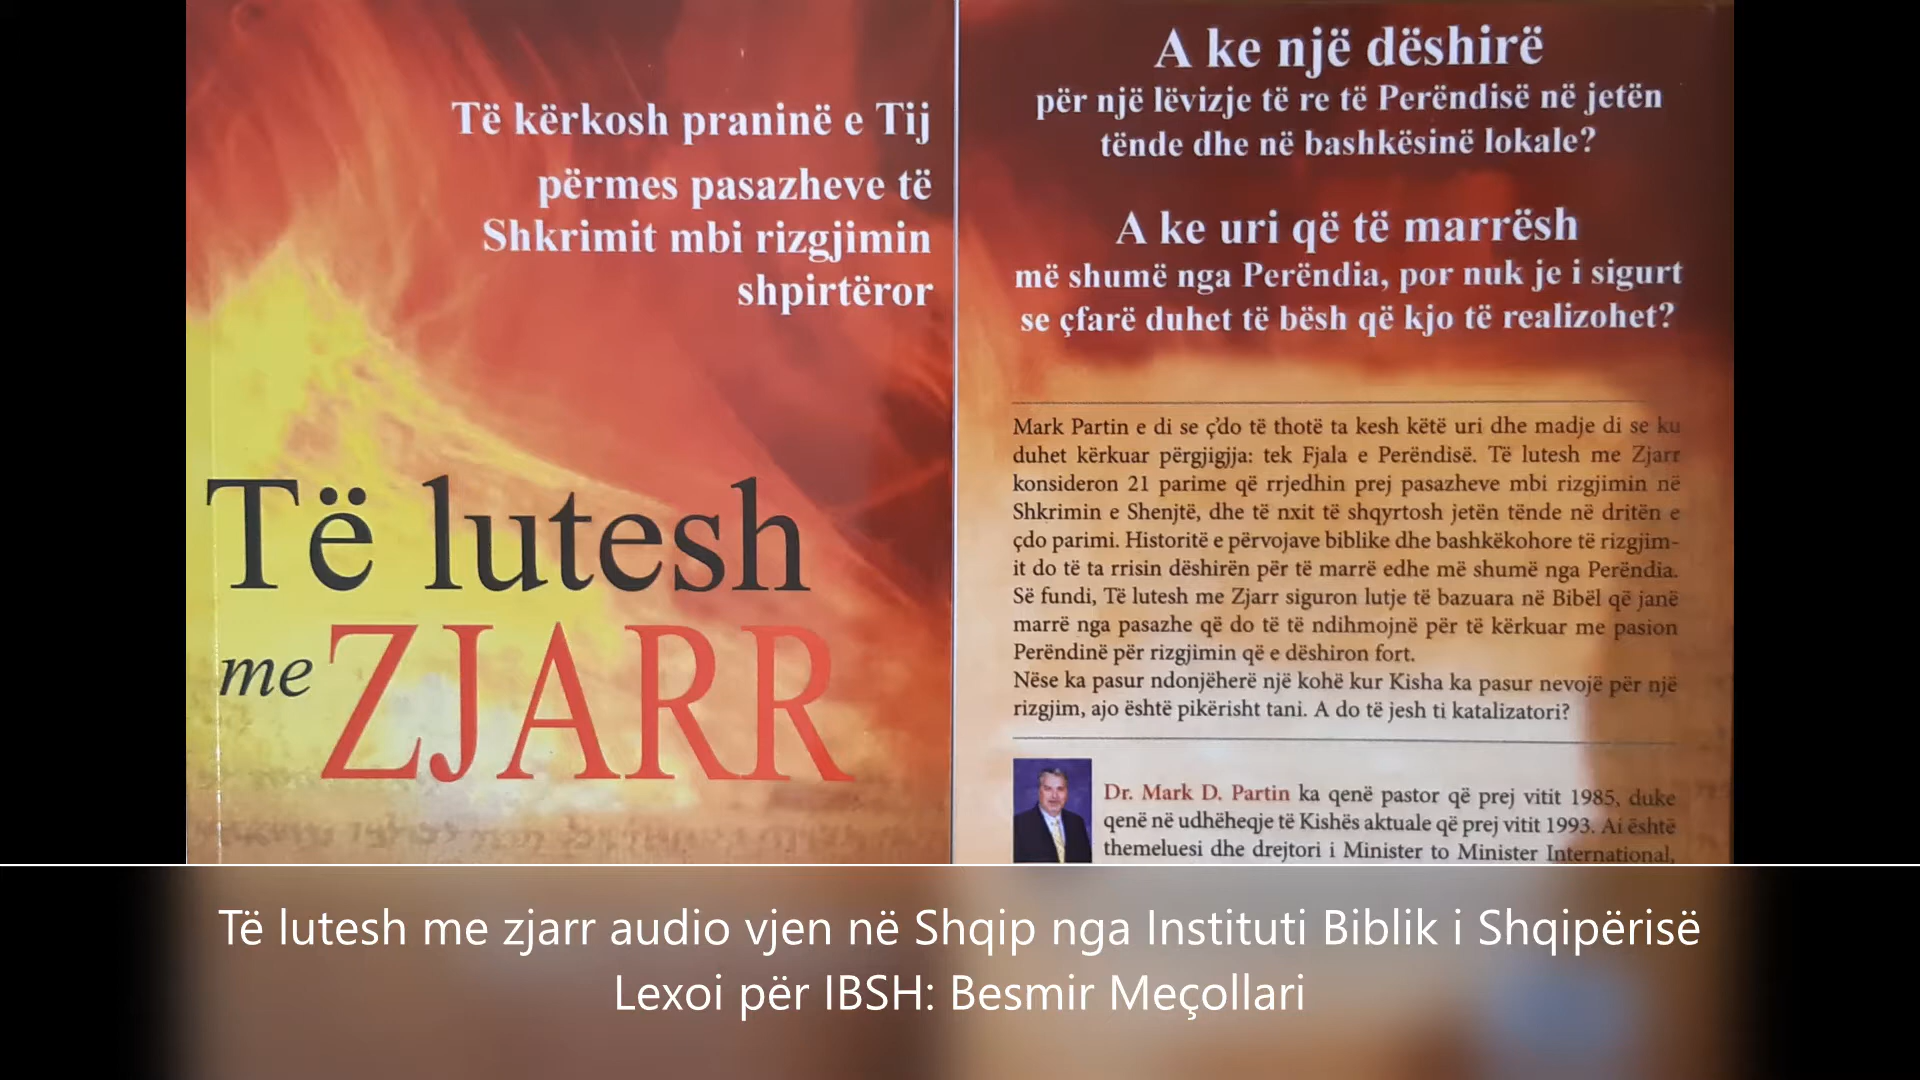 Të kërkosh praninë e Tij
përmes pasazheve të
Shkrimit mbi rizgjimin
shpirtëror
Të lutesh
me ZJARR
A ke një dëshirë
për një lëvizje të re të Perëndisë në jetën
tënde dhe në bashkësinë lokale?
A ke uri që të marrësh
më shumë nga Perëndia, por nuk je i sigurt
se çfarë duhet të bësh që kjo të realizohet?
Mark Partin e di se ç'do të thotë ta kesh këtë uri dhe madje di se ku
duhet kërkuar përgjigjja: tek Fjala e Perëndisë. Të lutesh me Zjarr
konsideron 21 parime që rrjedhin prej pasazheve mbi rizgjimin në
Shkrimin e Shenjtë, dhe të nxit të shqyrtosh jetën tënde në dritën e
çdo parimi. Historitë e përvojave biblike dhe bashkëkohore të rizgjim-
it do të ta rrisin dëshirën për të marrë edhe më shumë nga Perëndia.
Së fundi, Të lutesh me Zjarr siguron lutje të bazuara në Bibël që janë
marrë nga pasazhe që do të të ndihmojnë për të kërkuar me pasion
Perëndinë për rizgjimin që e dëshiron fort.
Nëse ka pasur ndonjëherë një kohë kur Kisha ka pasur nevojë për një
rizgjim, ajo është pikërisht tani. A do të jesh ti katalizatori?
Dr. Mark D. Partin ka qenë pastor që prej vitit 1985, duke
qenë në udhëheqje të Kishës aktuale që prej vitit 1993. Ai është
themeluesi dhe drejtori i Minister to Minister International,
Të lutesh me zjarr audio vjen në Shqip nga Instituti Biblik i Shqipërisë
Lexoi për IBSH: Besmir Meçollari